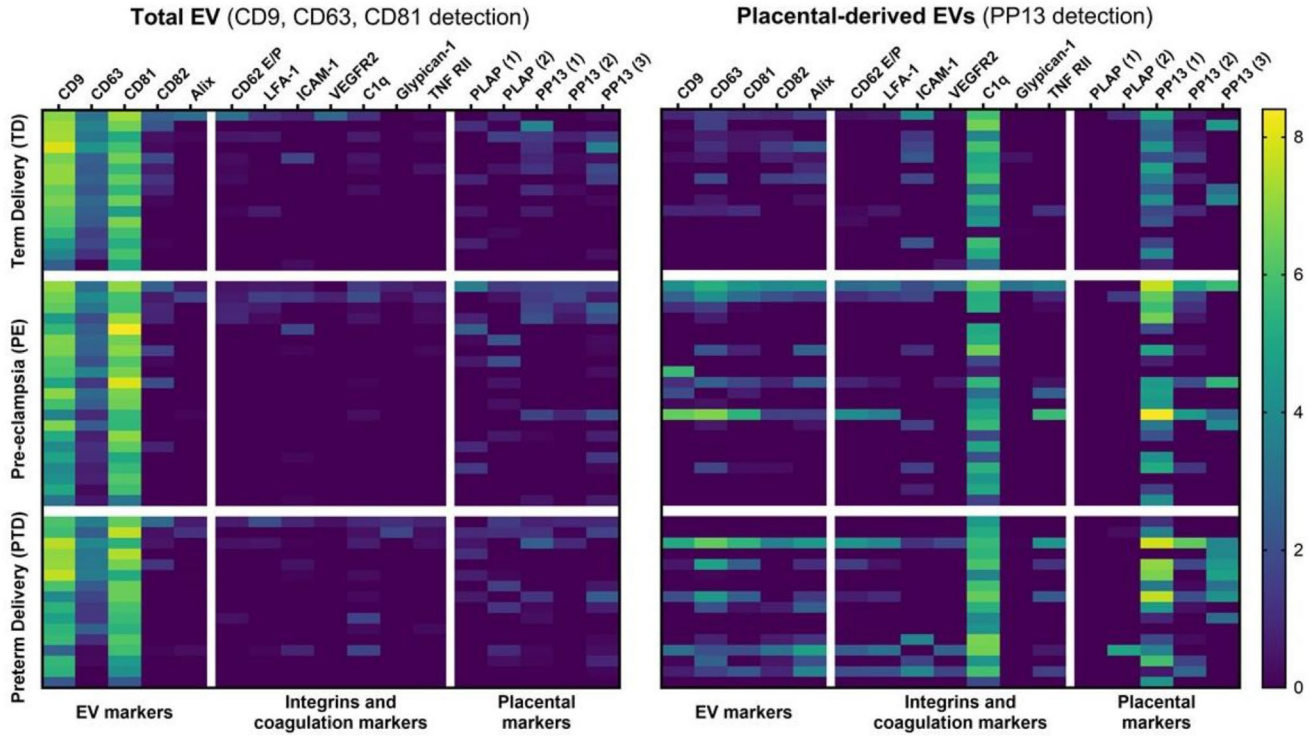 Total EV (CD9, CD63, CD81 detection)
Placental-derived EVs (PP13 detection)
CD9 CD63 CD81 CD82 Alix CD62 E/P LFA-1 ICAM-1 VEGFR2 C1q Glypican-1 TNF RII PLAP (1) PLAP (2) PP13 (1) PP13 (2) PP13 (3)
CD9 CD63 CD81 CD82 Alix CD62 E/P LFA-1 ICAM-1 VEGFR2 C1q Glypican-1 TNF RII PLAP (1) PLAP (2) PP13 (1) PP13 (2) PP13 (3)
Term Delivery (TD)
Pre-eclampsia (PE)
Preterm Delivery (PTD)
8
6
4
2
0
EV markers
Integrins and
coagulation markers
Placental
markers
EV markers
Integrins and
coagulation markers
Placental
markers